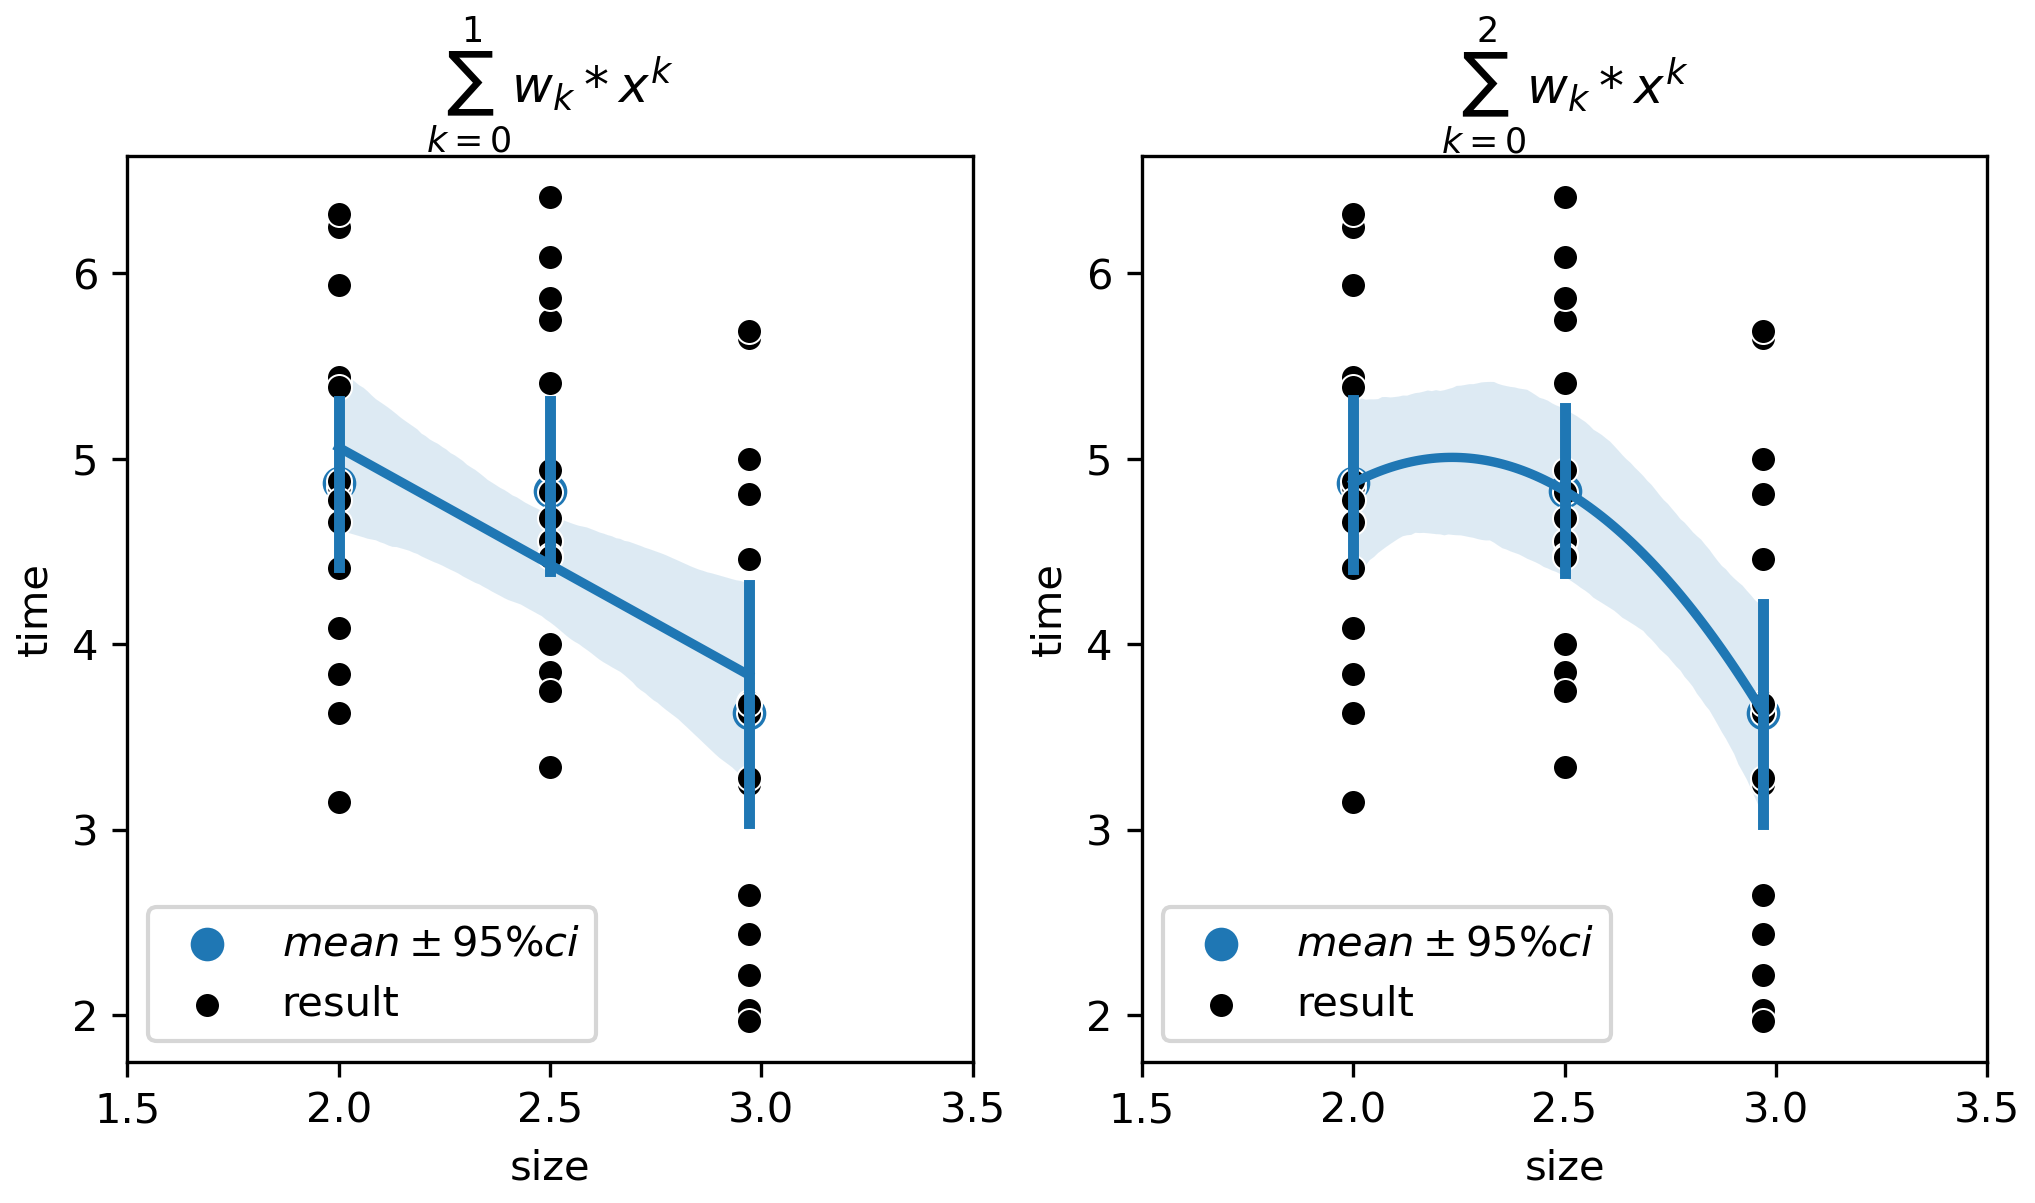 \sum_{k=0}^{1} w_k * x^k
time
6
5
4
3
2
mean ± 95%ci
result
1.5 2.0 2.5 3.0 3.5
size
\sum_{k=0}^{2} w_k * x^k
time
6
5
4
3
2
mean ± 95%ci
result
1.5 2.0 2.5 3.0 3.5
size